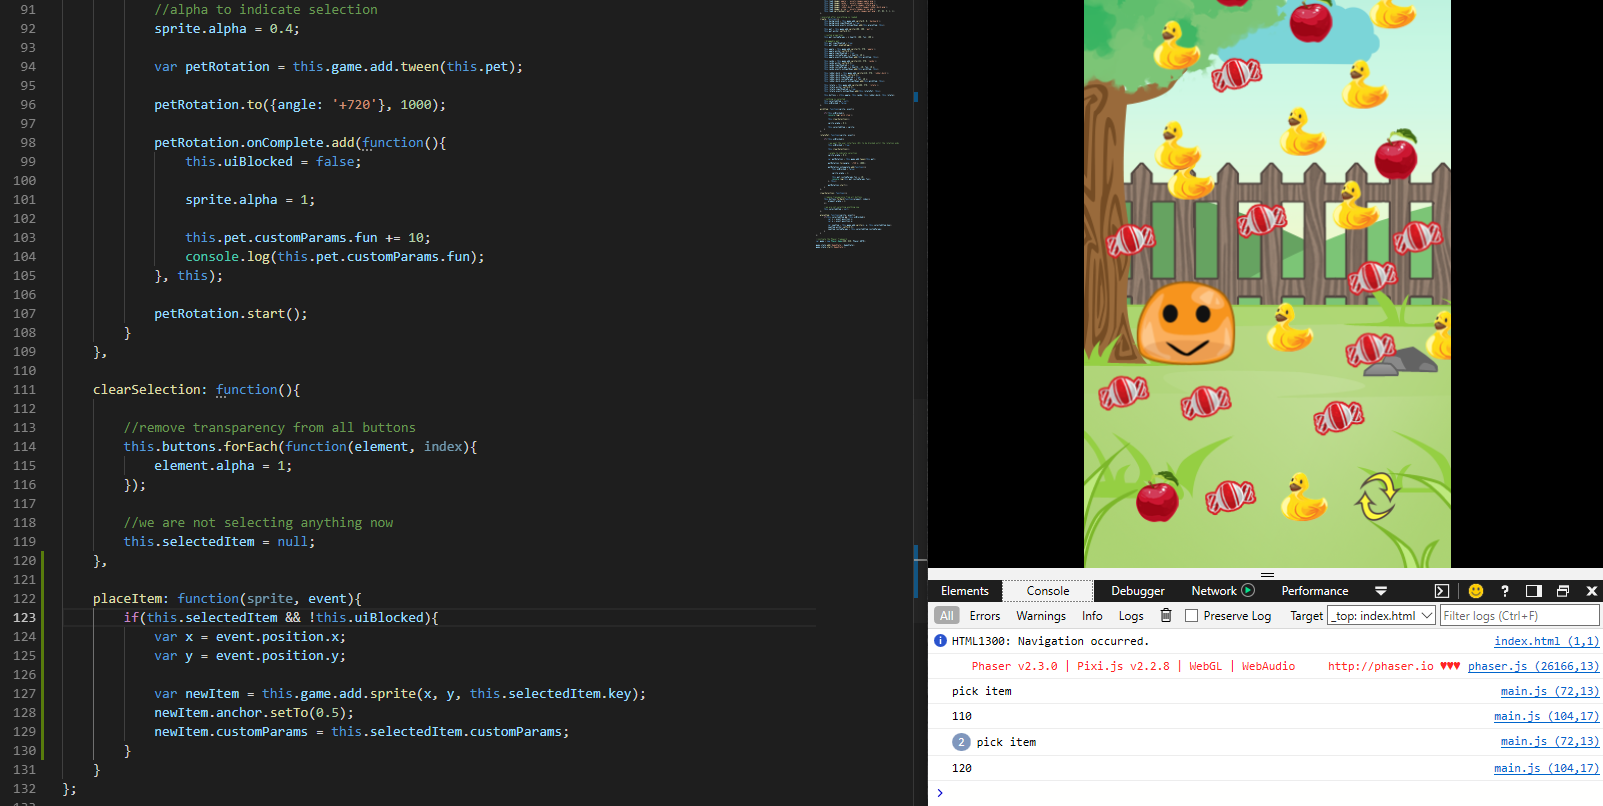 91 //alpha to indicate selection
92 sprite.alpha = 0.4;
93
94 var petRotation = this.game.add.tween(this.pet);
95
96 petRotation.to({angle: '+720'}, 1000);
97
98 petRotation.onComplete.add(function(){
99 this.uiBlocked = false;
100
101 sprite.alpha = 1;
102
103 this.pet.customParams.fun += 10;
104 console.log(this.pet.customParams.fun);
105 }, this);
106
107 petRotation.start();
108 }
109 },
110
111 clearSelection: function(){
112
113 //remove transparency from all buttons
114 this.buttons.forEach(function(element, index){
115 element.alpha = 1;
116 });
117
118 //we are not selecting anything now
119 this.selectedItem = null;
120 },
121
122 placeItem: function(sprite, event){
123 if(this.selectedItem && !this.uiBlocked){
124 var x = event.position.x;
125 var y = event.position.y;
126
127 var newItem = this.game.add.sprite(x, y, this.selectedItem.key);
128 newItem.anchor.setTo(0.5);
129 newItem.customParams = this.selectedItem.customParams;
130 }
131 }
132 };
Elements Console Debugger Network Performance
All Errors Warnings Info Logs Preserve Log Target _top: index.html Filter logs (Ctrl+F)
HTML1300: Navigation occurred. index.html (1,1)
Phaser v2.3.0 | Pixi.js v2.2.8 | WebGL | WebAudio http://phaser.io ♥♥♥ phaser.js (26166,13)
pick item main.js (72,13)
110 main.js (104,17)
2 pick item main.js (72,13)
120 main.js (104,17)
>